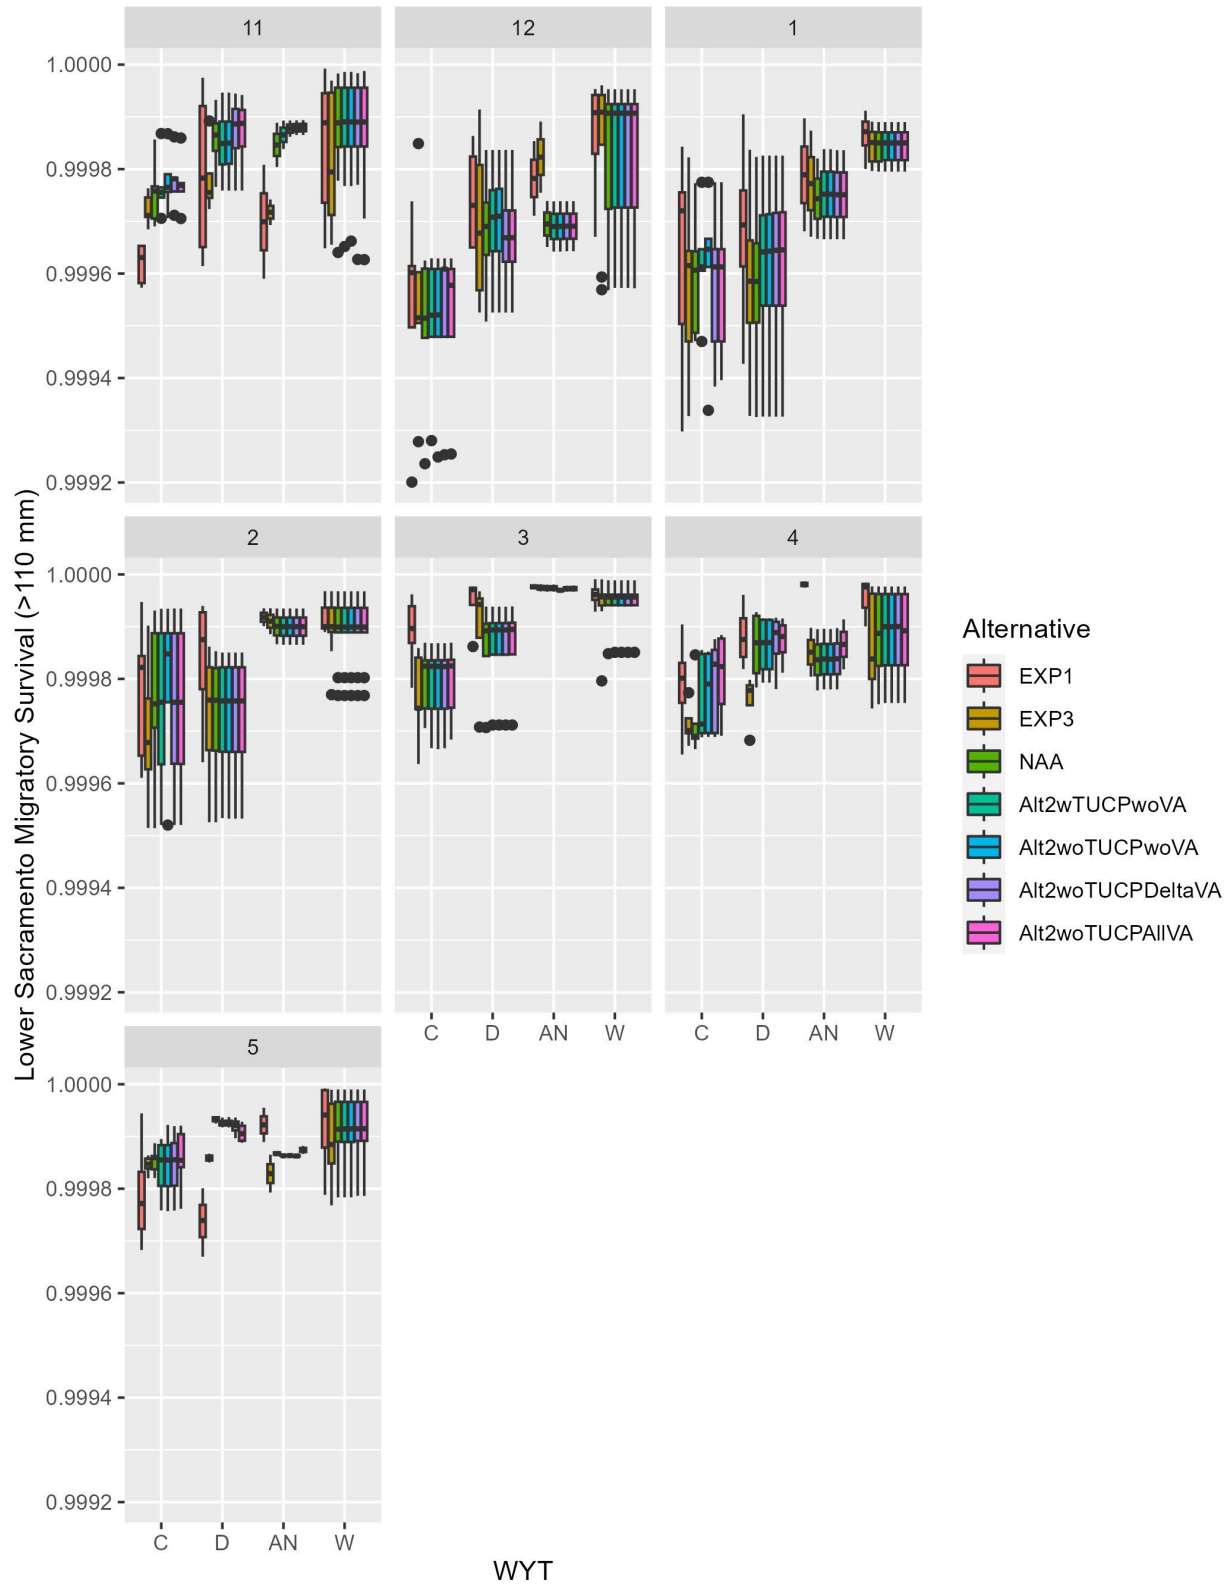 11 12 1
1.0000
0.9998
0.9996
0.9994
0.9992
2 3 4
1.0000
0.9998
0.9996
0.9994
0.9992
C D AN W C D AN W
5
1.0000
0.9998
0.9996
0.9994
0.9992
C D AN W
WYT
Lower Sacramento Migratory Survival (>110 mm)
Alternative
EXP1
EXP3
NAA
Alt2wTUCPwoVA
Alt2woTUCPwoVA
Alt2woTUCPDeltaVA
Alt2woTUCPAllVA